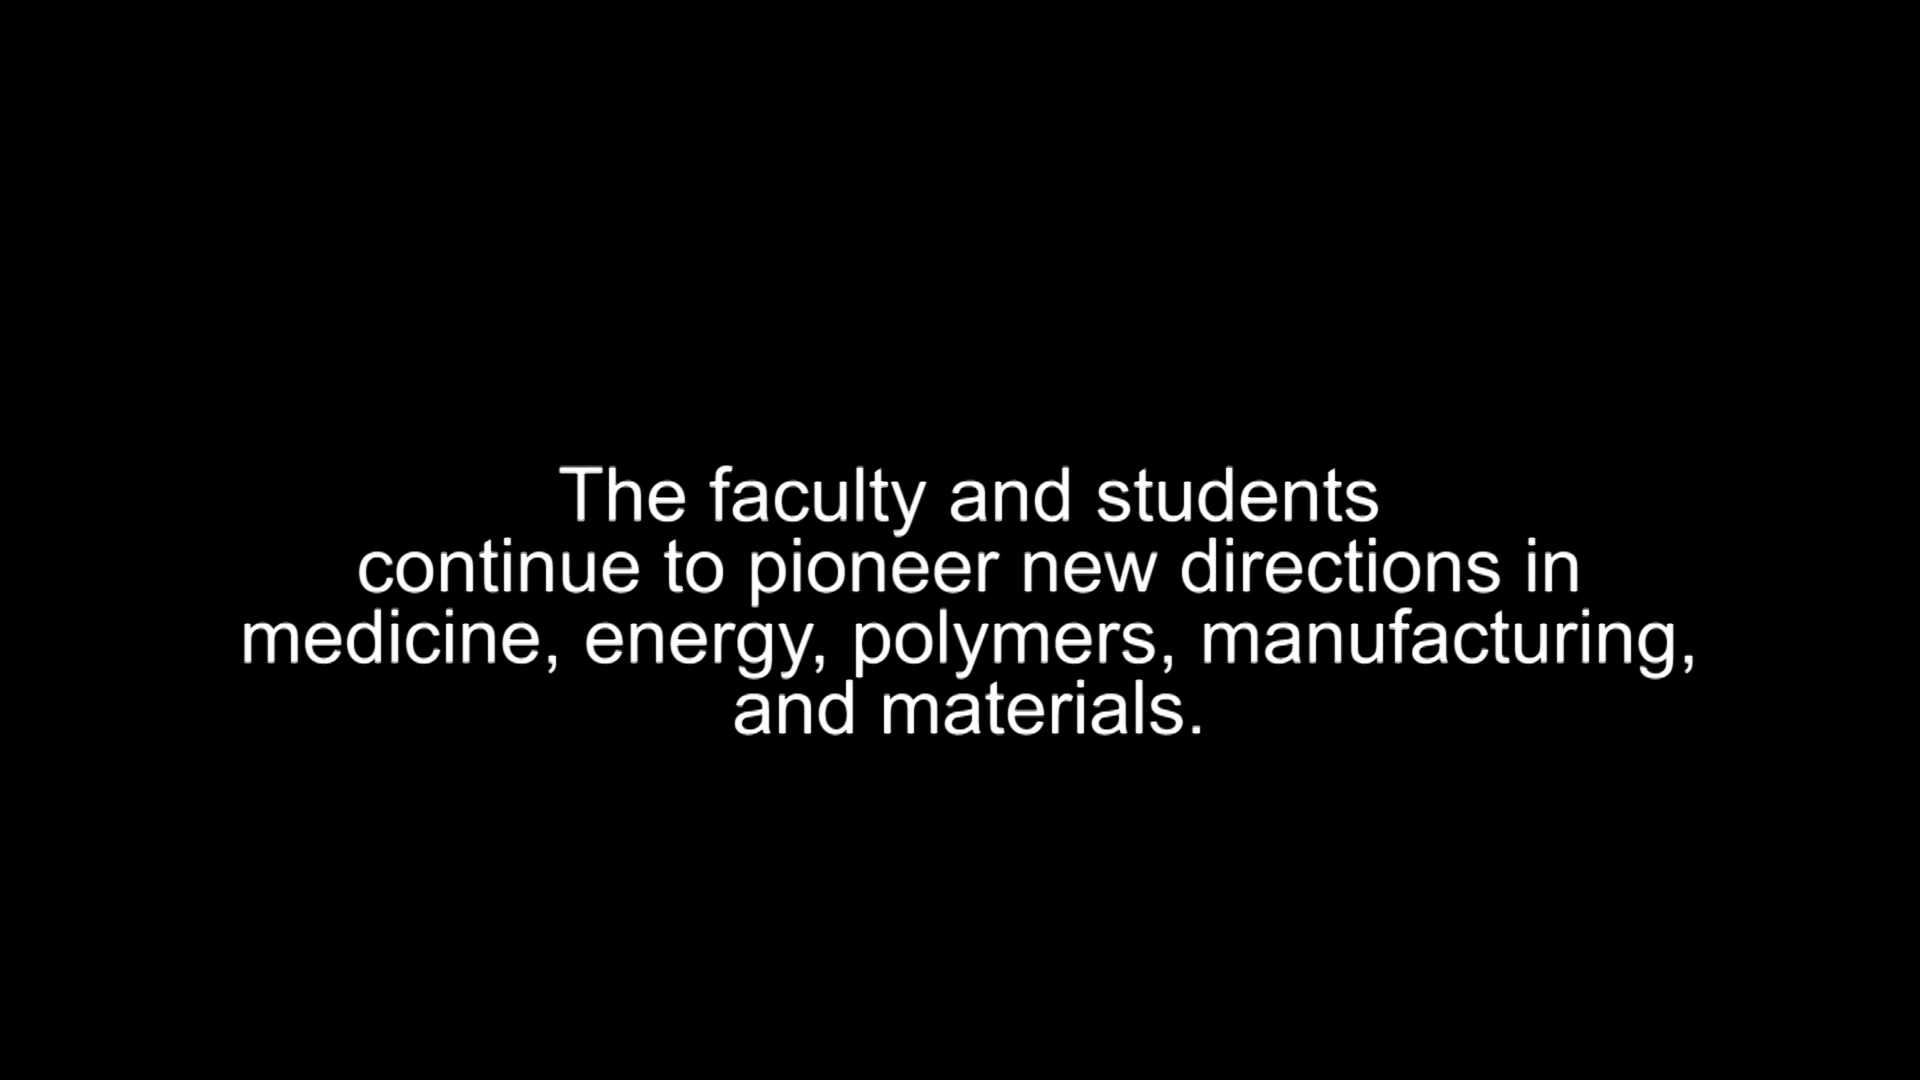 The faculty and students
continue to pioneer new directions in
medicine, energy, polymers, manufacturing,
and materials.